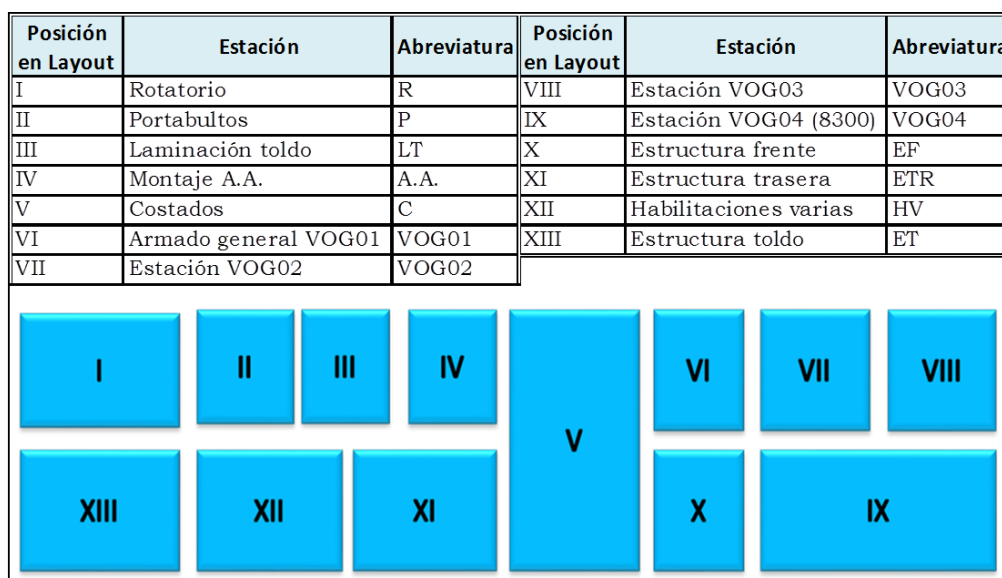 Posición en Layout Estación Abreviatura Posición en Layout Estación Abreviatura
I Rotatorio R VIII Estación VOG03 VOG03
II Portabultos P IX Estación VOG04 (8300) VOG04
III Laminación toldo LT X Estructura frente EF
IV Montaje A.A. A.A. XI Estructura trasera ETR
V Costados C XII Habilitaciones varias HV
VI Armado general VOG01 VOG01 XIII Estructura toldo ET
VII Estación VOG02 VOG02
I II III IV V VI VII VIII
XIII XII XI X IX